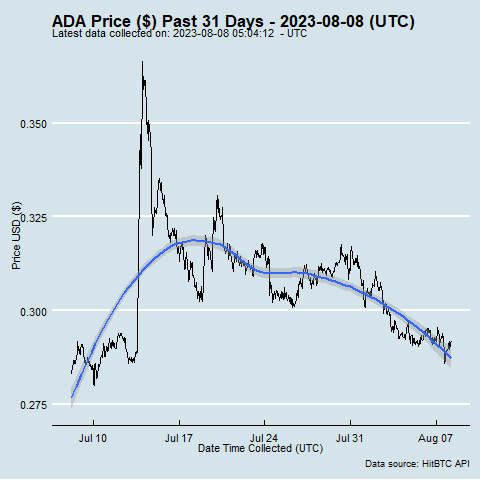 ADA Price ($) Past 31 Days - 2023-08-08 (UTC)
Latest data collected on: 2023-08-08 05:04:12  - UTC
0.350
0.325
0.300
0.275
Price USD ($)
Jul 10
Jul 17
Jul 24
Jul 31
Aug 07
Date Time Collected (UTC)
Data source: HitBTC API